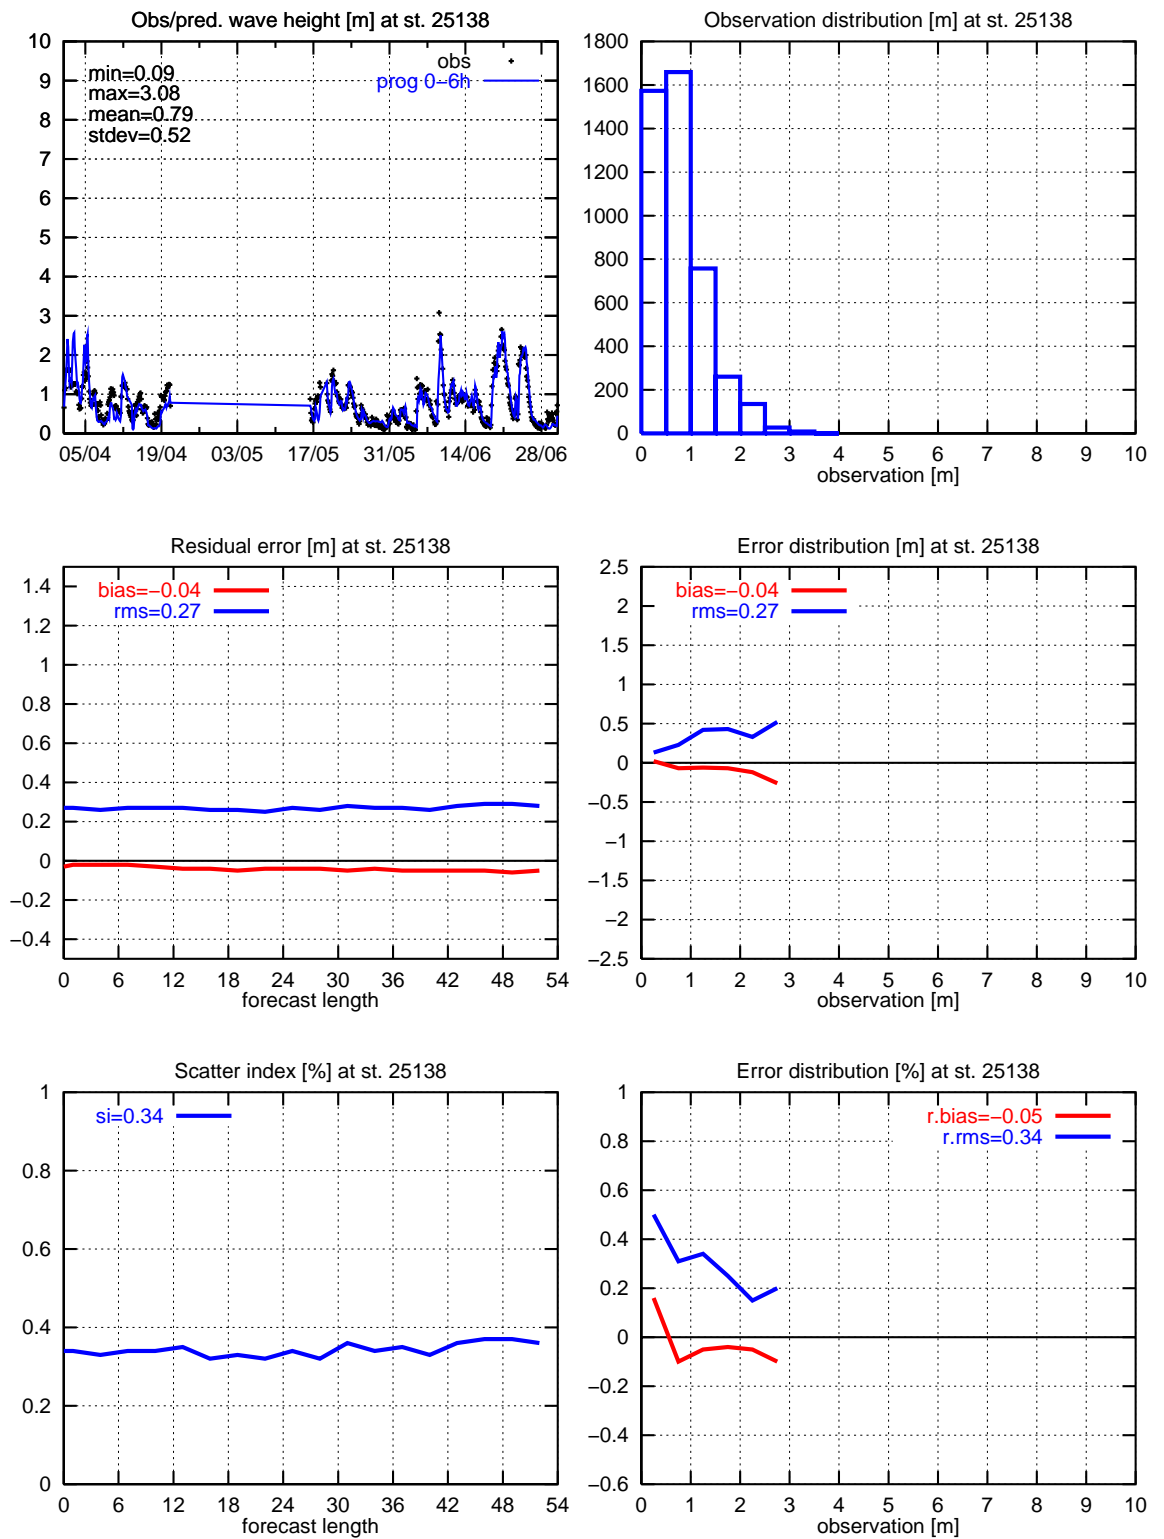 Obs/pred. wave height [m] at st. 25138
10
9
8
7
6
5
4
3
2
1
0
min=0.09
max=3.08
mean=0.79
stdev=0.52
obs
prog 0−6h
05/04 19/04 03/05 17/05 31/05 14/06 28/06
Observation distribution [m] at st. 25138
1800
1600
1400
1200
1000
800
600
400
200
0
0 1 2 3 4 5 6 7 8 9 10
observation [m]
Residual error [m] at st. 25138
bias=−0.04
rms=0.27
1.4
1.2
1
0.8
0.6
0.4
0.2
0
−0.2
−0.4
0 6 12 18 24 30 36 42 48 54
forecast length
Error distribution [m] at st. 25138
bias=−0.04
rms=0.27
2.5
2
1.5
1
0.5
0
−0.5
−1
−1.5
−2
−2.5
0 1 2 3 4 5 6 7 8 9 10
observation [m]
Scatter index [%] at st. 25138
si=0.34
1
0.8
0.6
0.4
0.2
0
0 6 12 18 24 30 36 42 48 54
forecast length
Error distribution [%] at st. 25138
r.bias=−0.05
r.rms=0.34
1
0.8
0.6
0.4
0.2
0
−0.2
−0.4
−0.6
0 1 2 3 4 5 6 7 8 9 10
observation [m]